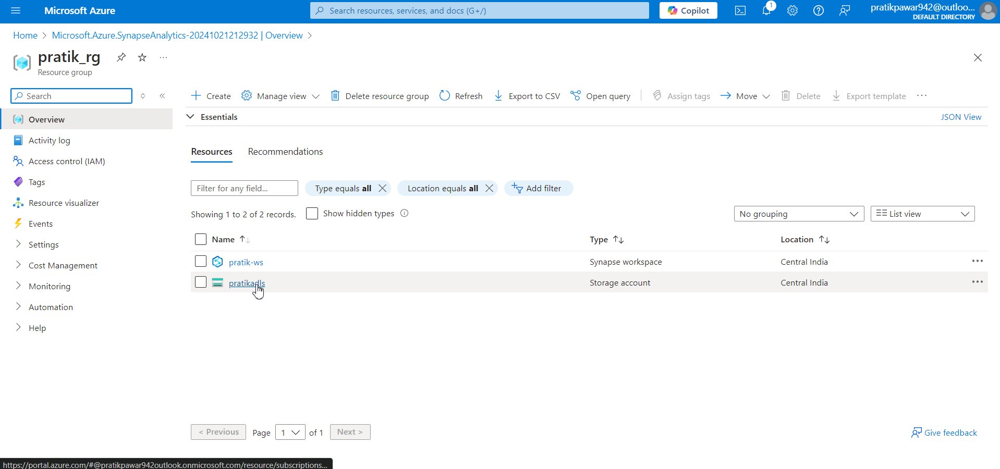 Microsoft Azure
Search resources, services, and docs (G+/)
Copilot
1
pratikpawar942@outloo...
DEFAULT DIRECTORY
Home > Microsoft.Azure.SynapseAnalytics-20241021212932 | Overview >
pratik_rg
Resource group
Search
Overview
Activity log
Access control (IAM)
Tags
Resource visualizer
Events
Settings
Cost Management
Monitoring
Automation
Help
Create Manage view Delete resource group Refresh Export to CSV Open query Assign tags Move Delete Export template
Essentials JSON View
Resources Recommendations
Filter for any field... Type equals all Location equals all Add filter
Showing 1 to 2 of 2 records. Show hidden types No grouping List view
Name Type Location
pratik-ws Synapse workspace Central India
pratikadls Storage account Central India
< Previous Page 1 of 1 Next > Give feedback
https://portal.azure.com/#@pratikpawar942outlook.onmicrosoft.com/resource/subscriptions...